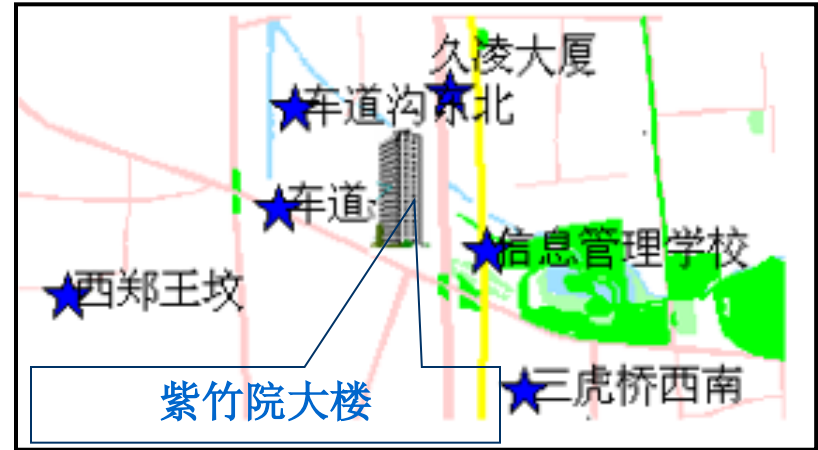 久凌大厦
车道沟东北
车道
信息管理学校
西郑王坟
三虎桥西南
紫竹院大楼